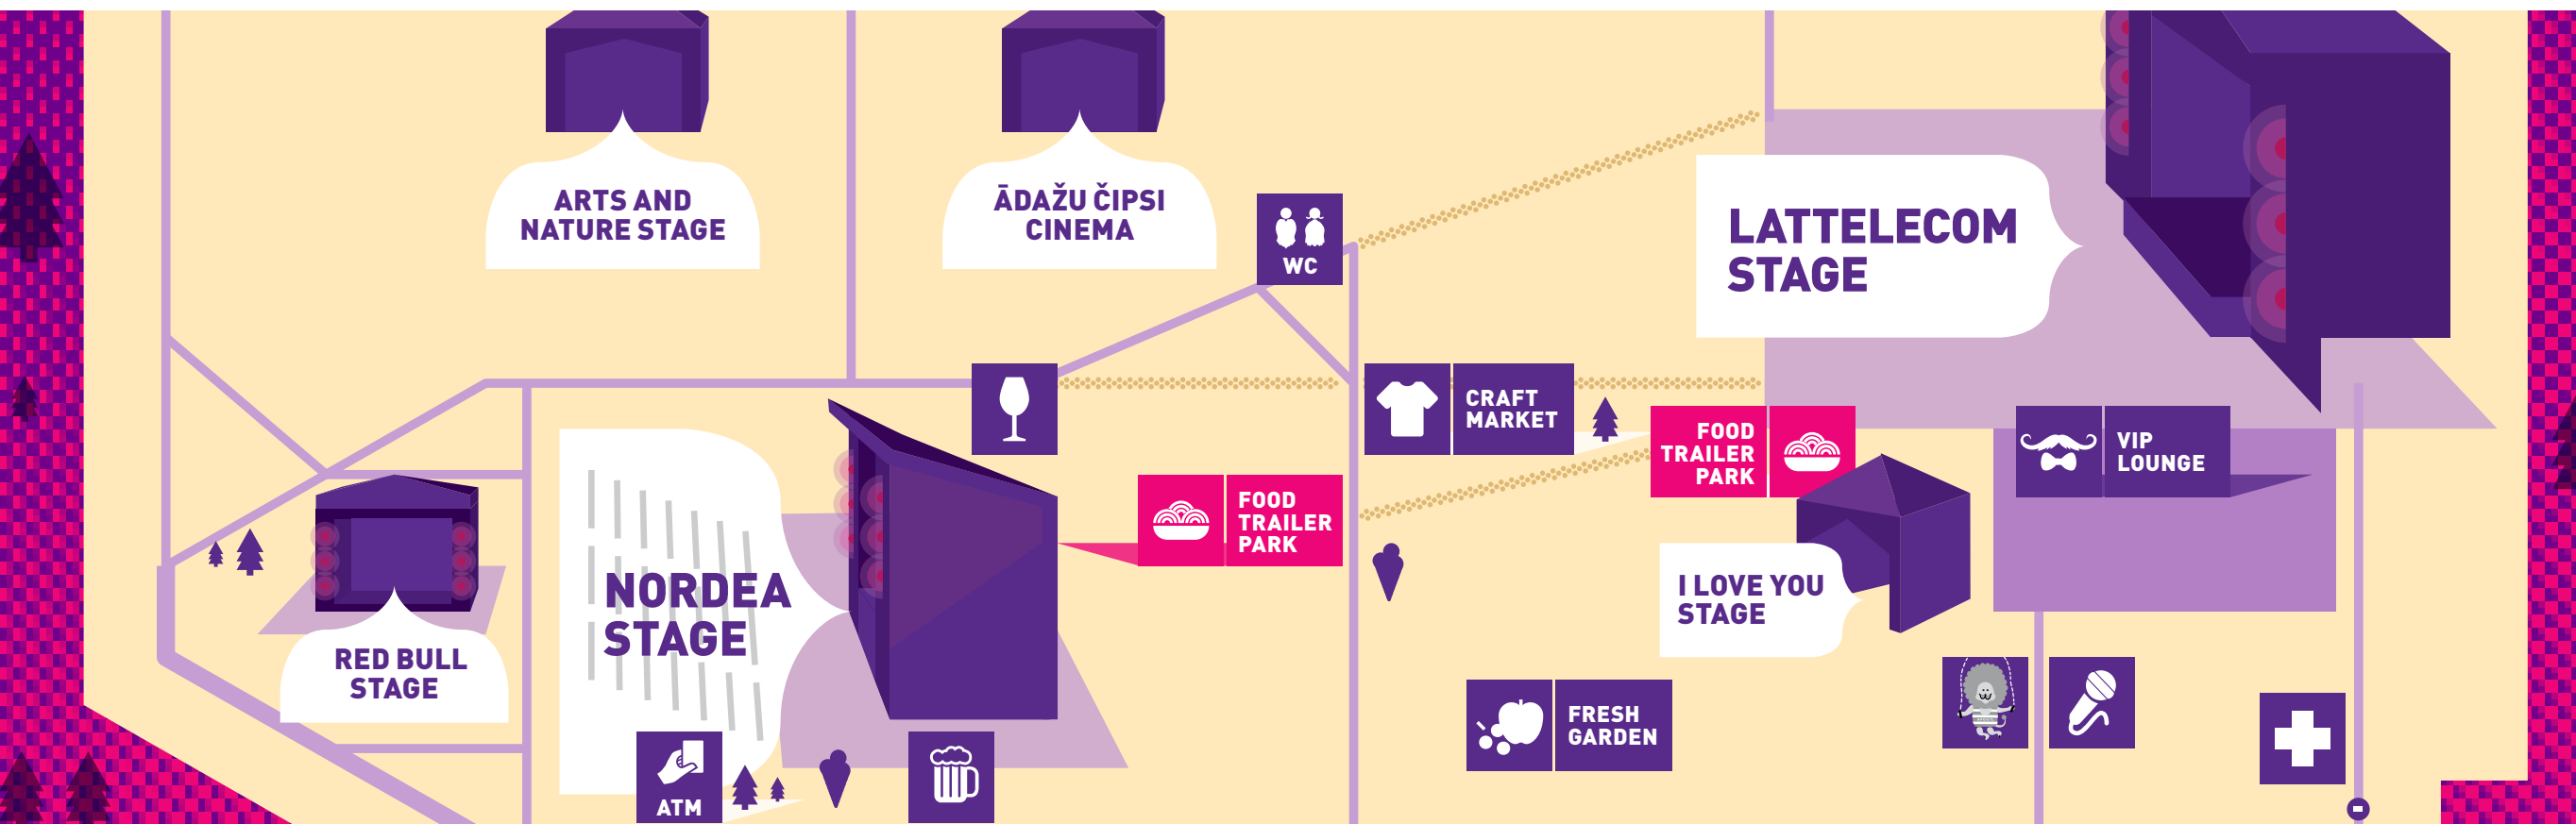 ARTS AND
NATURE STAGE
ĀDAŽU ČIPSI
CINEMA
WC
LATTELECOM
STAGE
CRAFT
MARKET
FOOD
TRAILER
PARK
VIP
LOUNGE
FOOD
TRAILER
PARK
NORDEA
STAGE
I LOVE YOU
STAGE
RED BULL
STAGE
FRESH
GARDEN
ATM